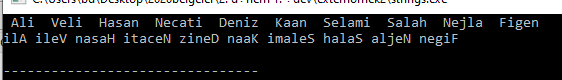 Ali Veli Hasan Necati Deniz Kaan Selami Salah Nejla Figen
ilA ileV nasaH itaceN zineD naaK imaleS halaS aljeN negiF
--------------------------------